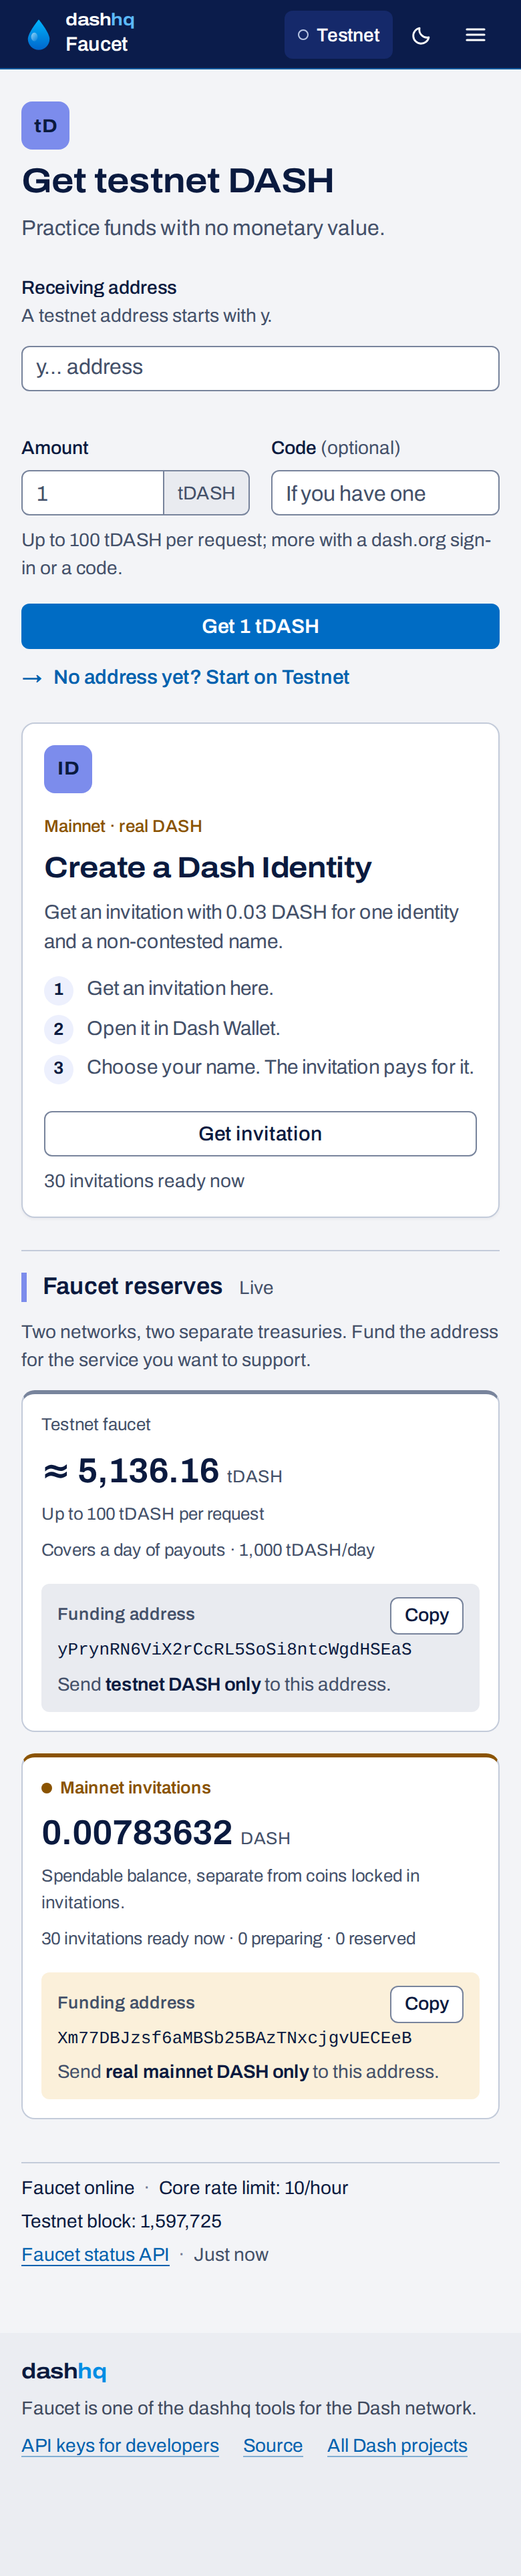 dashhq
Faucet
Testnet
tD
Get testnet DASH
Practice funds with no monetary value.
Receiving address
A testnet address starts with y.
y... address
Amount
Code (optional)
1
tDASH
If you have one
Up to 100 tDASH per request; more with a dash.org sign-
in or a code.
Get 1 tDASH
→ No address yet? Start on Testnet
ID
Mainnet · real DASH
Create a Dash Identity
Get an invitation with 0.03 DASH for one identity
and a non-contested name.
1 Get an invitation here.
2 Open it in Dash Wallet.
3 Choose your name. The invitation pays for it.
Get invitation
30 invitations ready now
Faucet reserves Live
Two networks, two separate treasuries. Fund the address
for the service you want to support.
Testnet faucet
≈ 5,136.16 tDASH
Up to 100 tDASH per request
Covers a day of payouts · 1,000 tDASH/day
Funding address
Copy
yPrynRN6ViX2rCcRL5SoSi8ntcWgdHSEaS
Send testnet DASH only to this address.
Mainnet invitations
0.00783632 DASH
Spendable balance, separate from coins locked in
invitations.
30 invitations ready now · 0 preparing · 0 reserved
Funding address
Copy
Xm77DBJzsf6aMBSb25BAzTNxcjgvUECEeB
Send real mainnet DASH only to this address.
Faucet online · Core rate limit: 10/hour
Testnet block: 1,597,725
Faucet status API · Just now
dashhq
Faucet is one of the dashhq tools for the Dash network.
API keys for developers Source All Dash projects